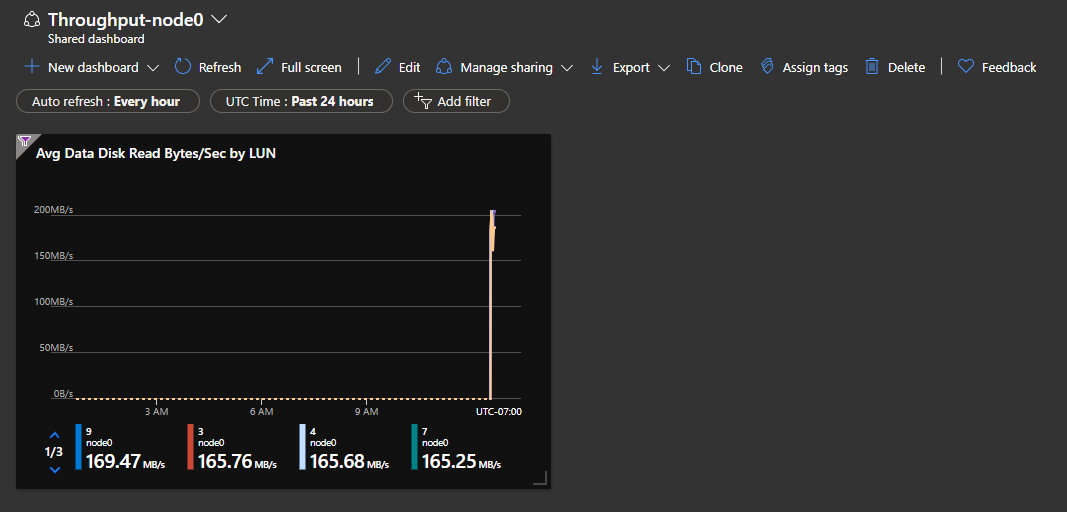 Throughput-node0
Shared dashboard
New dashboard Refresh Full screen Edit Manage sharing Export Clone Assign tags Delete Feedback
Auto refresh : Every hour UTC Time : Past 24 hours Add filter
Avg Data Disk Read Bytes/Sec by LUN
200MB/s
150MB/s
100MB/s
50MB/s
0B/s
3 AM 6 AM 9 AM UTC-07:00
9 3 4 7
node0 node0 node0 node0
1/3 169.47 MB/s 165.76 MB/s 165.68 MB/s 165.25 MB/s